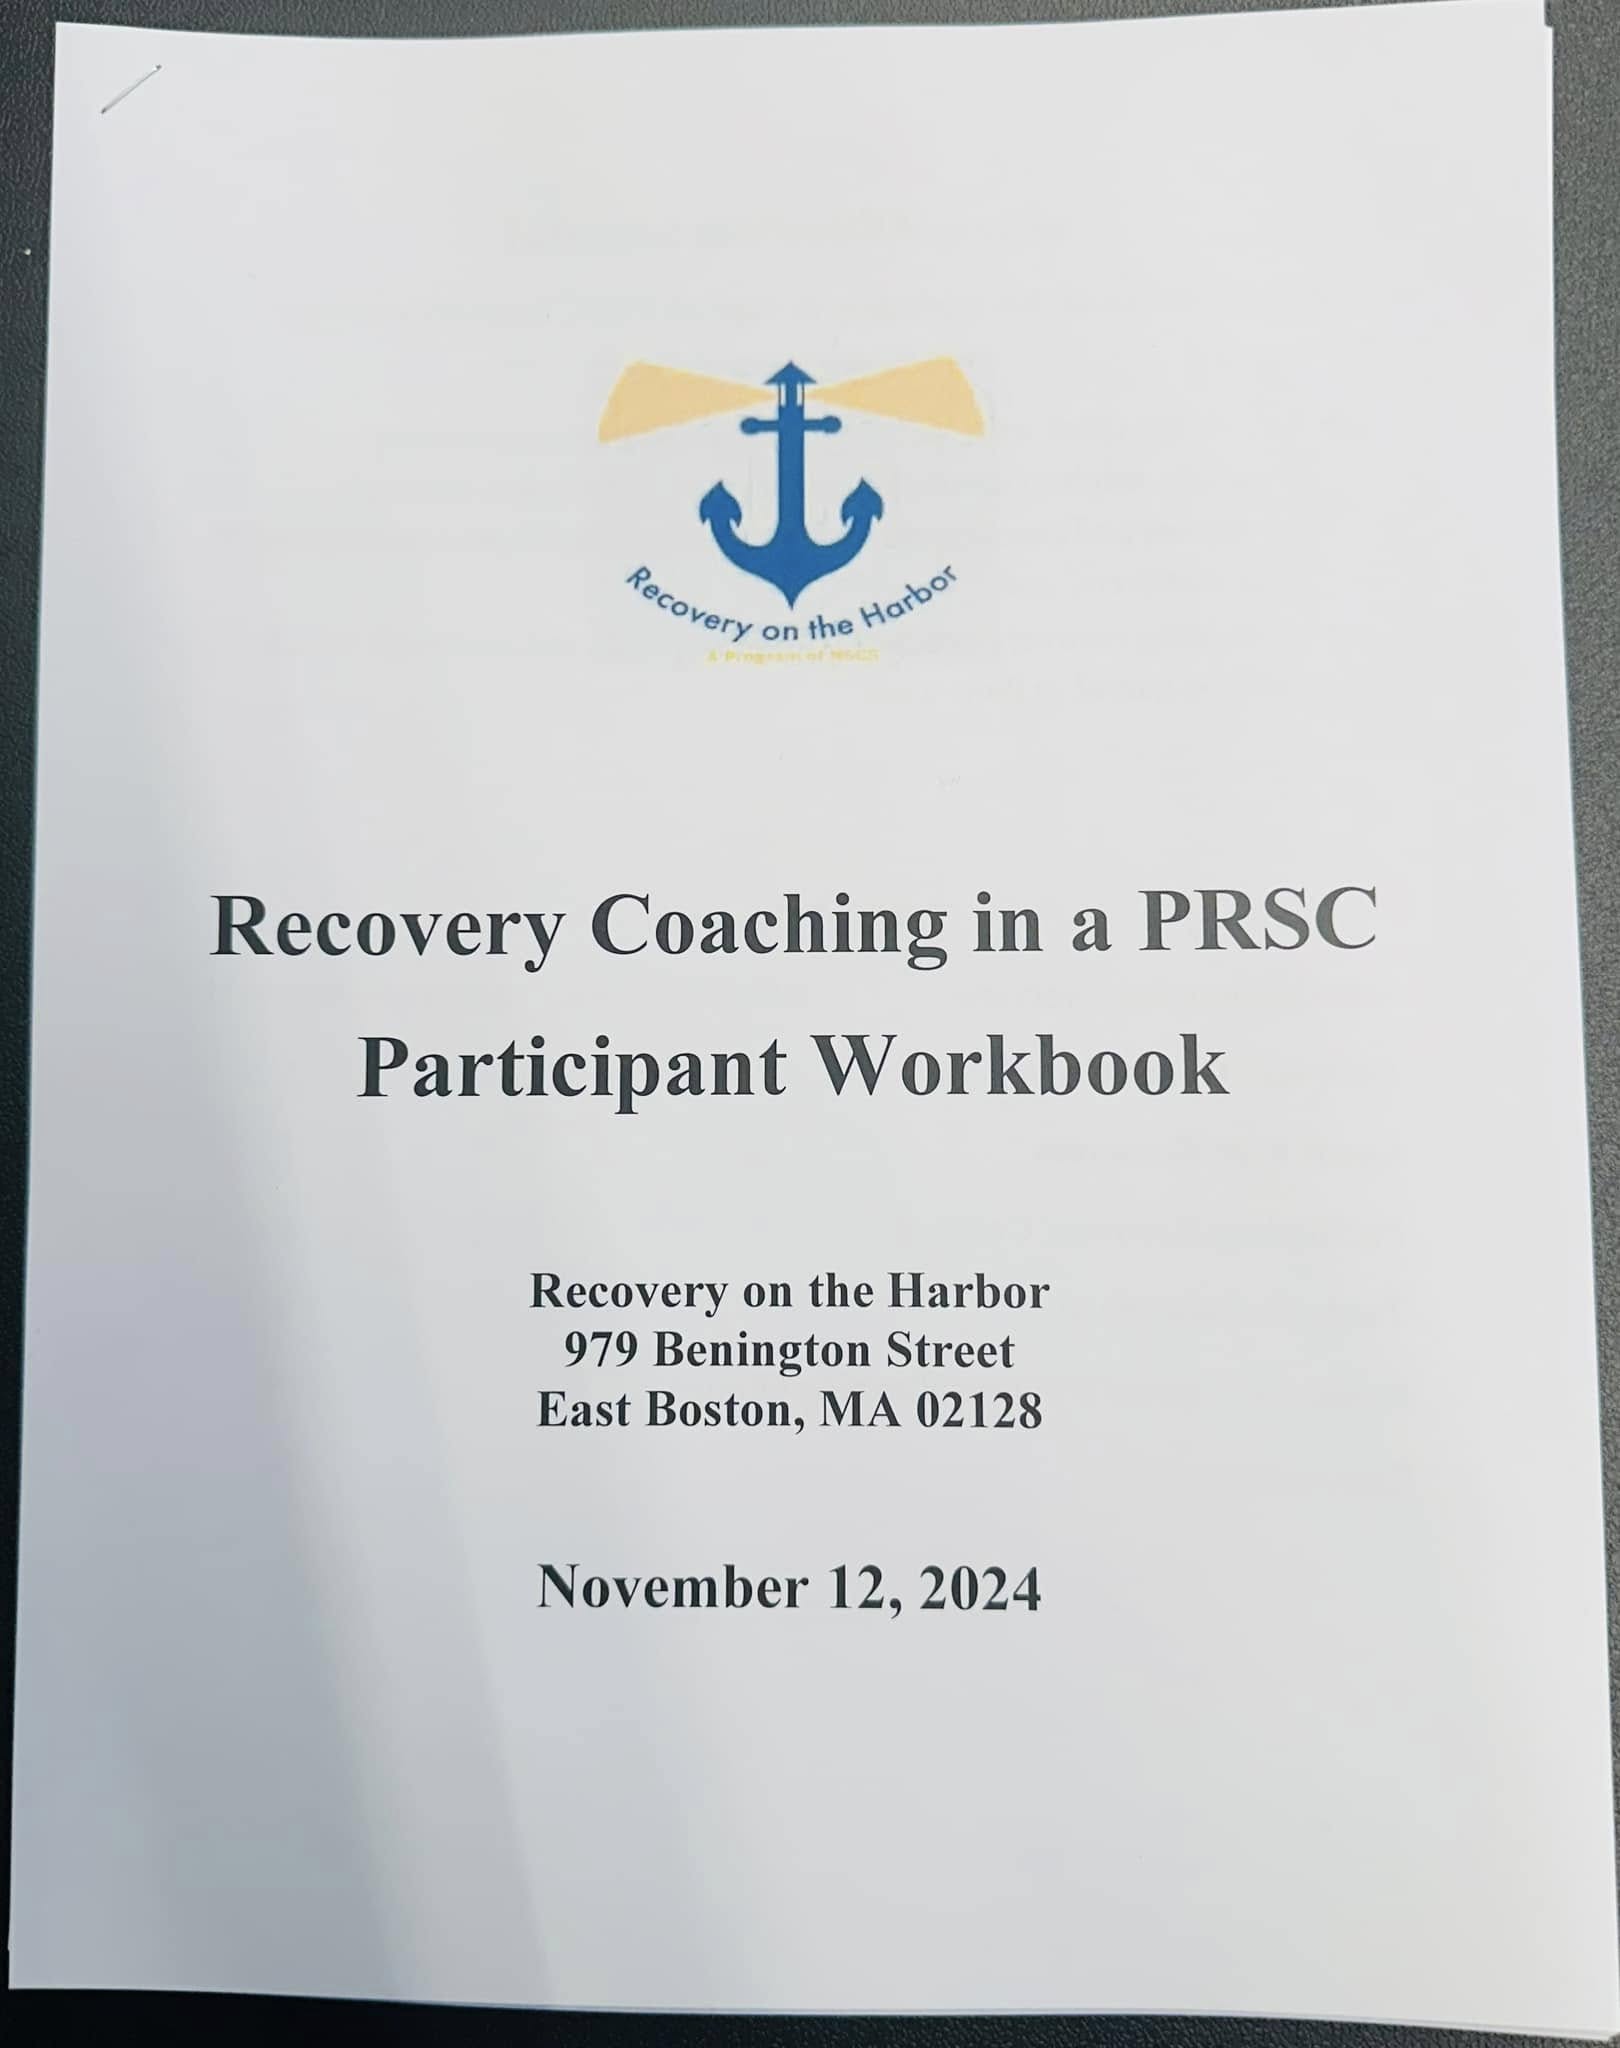 Recovery on the Harbor
A Program of NSCS
Recovery Coaching in a PRSC
Participant Workbook
Recovery on the Harbor
979 Benington Street
East Boston, MA 02128
November 12, 2024